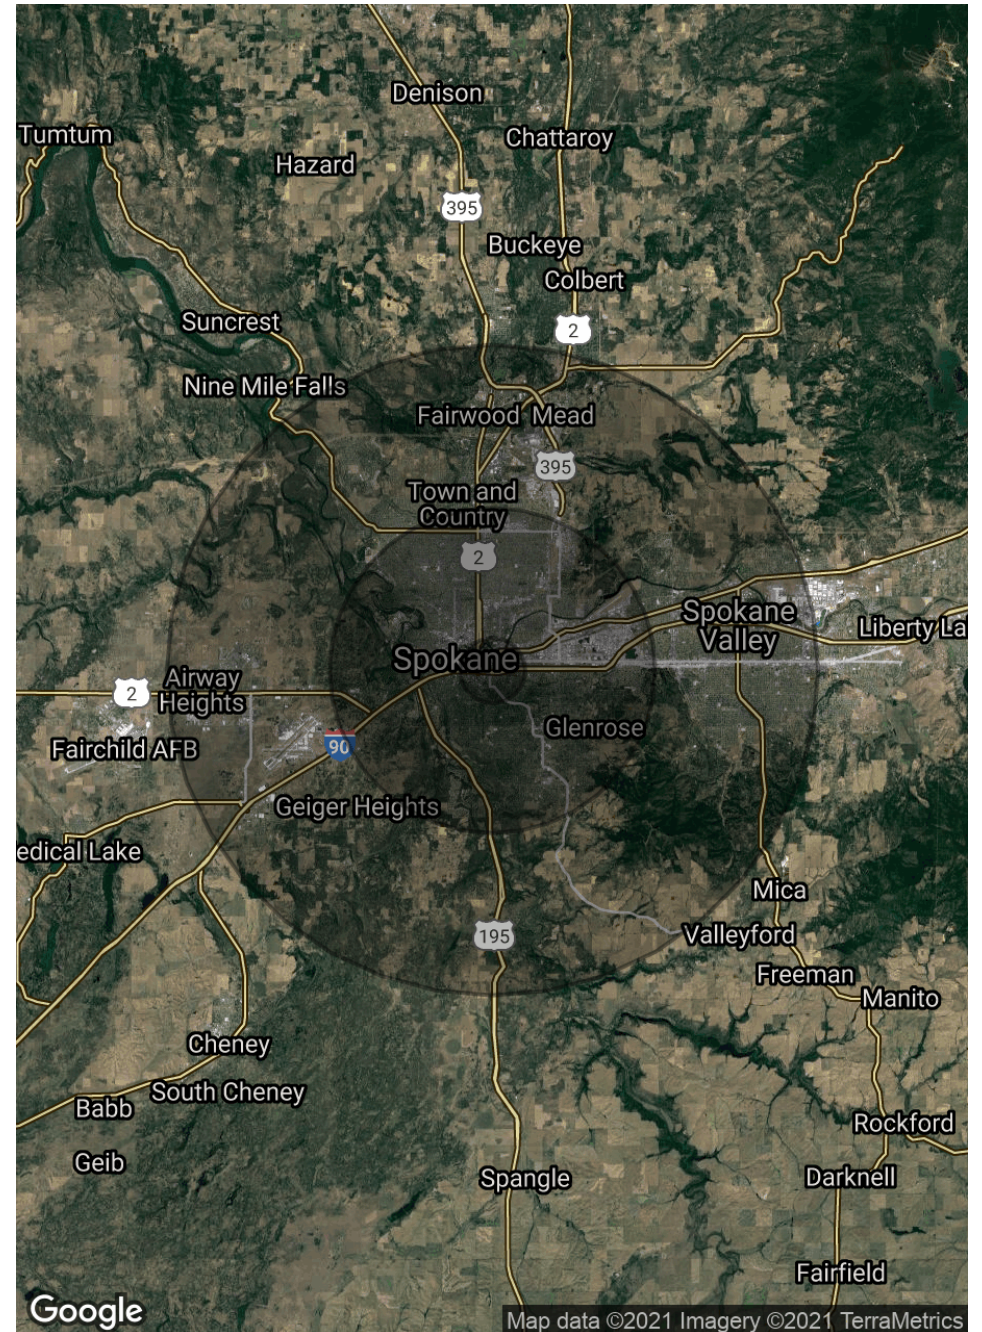 Denison
Tumtum
Chattaroy
Hazard
395
Buckeye
Colbert
Suncrest
2
Nine Mile Falls
Fairwood
Mead
395
Town and
Country
2
Spokane
Valley
Liberty La
Spokane
Airway
Heights
2
Glenrose
Fairchild AFB
90
Geiger Heights
edical Lake
Mica
195
Valleyford
Freeman
Manito
Cheney
South Cheney
Babb
Rockford
Geib
Spangle
Darknell
Fairfield
Google
Map data ©2021 Imagery ©2021 TerraMetrics